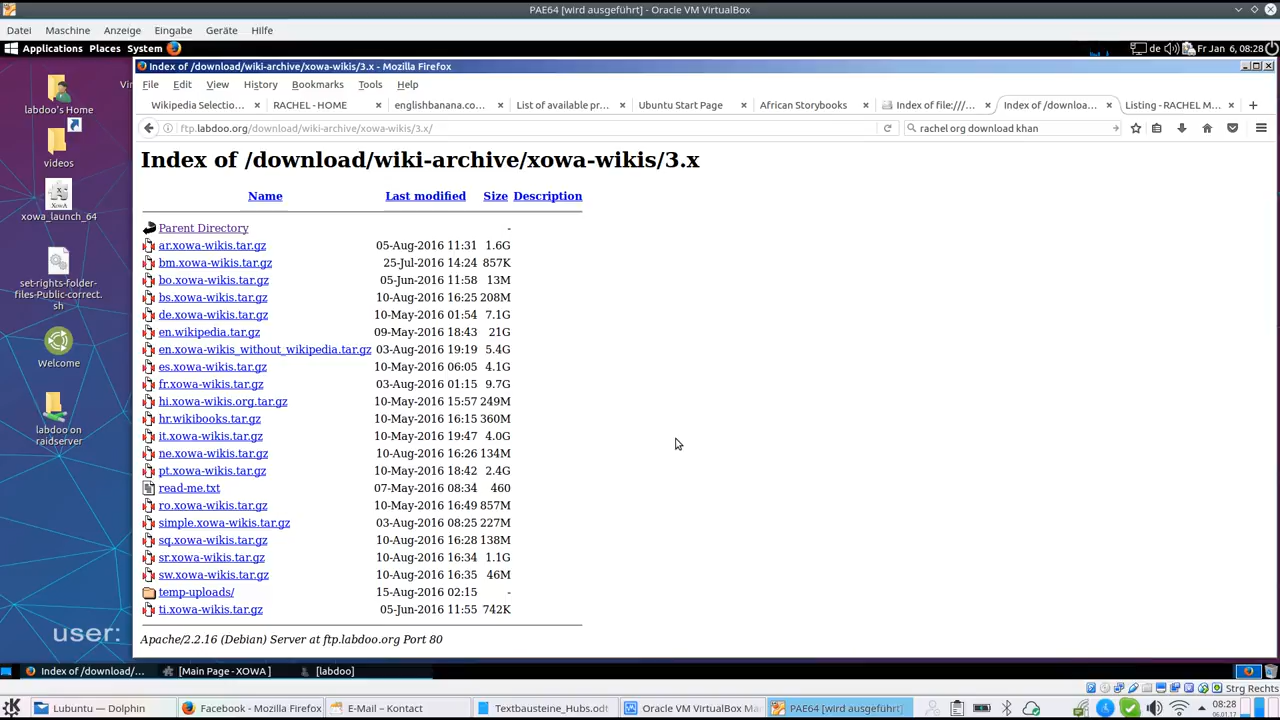 PAE64 [wird ausgeführt] - Oracle VM VirtualBox
Datei Maschine Anzeige Eingabe Geräte Hilfe
Applications Places System de Fr Jan 6, 08:28
Index of /download/wiki-archive/xowa-wikis/3.x - Mozilla Firefox
File Edit View History Bookmarks Tools Help
Wikipedia Selectio... RACHEL - HOME englishbanana.co... List of available pr... Ubuntu Start Page African Storybooks Index of file:///... Index of /downloa... Listing - RACHEL M...
ftp.labdoo.org/download/wiki-archive/xowa-wikis/3.x/ rachel org download khan
labdoo's Home
videos
xowa_launch_64
set-rights-folder-
files-Public-correct.
sh
Welcome
labdoo on
raidserver
user:
Index of /download/wiki-archive/xowa-wikis/3.x
Name Last modified Size Description
Parent Directory -
ar.xowa-wikis.tar.gz 05-Aug-2016 11:31 1.6G
bm.xowa-wikis.tar.gz 25-Jul-2016 14:24 857K
bo.xowa-wikis.tar.gz 05-Jun-2016 11:58 13M
bs.xowa-wikis.tar.gz 10-Aug-2016 16:25 208M
de.xowa-wikis.tar.gz 10-May-2016 01:54 7.1G
en.wikipedia.tar.gz 09-May-2016 18:43 21G
en.xowa-wikis_without_wikipedia.tar.gz 03-Aug-2016 19:19 5.4G
es.xowa-wikis.tar.gz 10-May-2016 06:05 4.1G
fr.xowa-wikis.tar.gz 03-Aug-2016 01:15 9.7G
hi.xowa-wikis.org.tar.gz 10-May-2016 15:57 249M
hr.wikibooks.tar.gz 10-May-2016 16:15 360M
it.xowa-wikis.tar.gz 10-May-2016 19:47 4.0G
ne.xowa-wikis.tar.gz 10-Aug-2016 16:26 134M
pt.xowa-wikis.tar.gz 10-May-2016 18:42 2.4G
read-me.txt 07-May-2016 08:34 460
ro.xowa-wikis.tar.gz 10-May-2016 16:49 857M
simple.xowa-wikis.tar.gz 03-Aug-2016 08:25 227M
sq.xowa-wikis.tar.gz 10-Aug-2016 16:28 138M
sr.xowa-wikis.tar.gz 10-Aug-2016 16:34 1.1G
sw.xowa-wikis.tar.gz 10-Aug-2016 16:35 46M
temp-uploads/ 15-Aug-2016 02:15 -
ti.xowa-wikis.tar.gz 05-Jun-2016 11:55 742K
Apache/2.2.16 (Debian) Server at ftp.labdoo.org Port 80
Index of /download/... [Main Page - XOWA] [labdoo]
Strg Rechts
Lubuntu — Dolphin Facebook - Mozilla Firefox E-Mail – Kontact Textbausteine_Hubs.odt Oracle VM VirtualBox Ma PAE64 [wird ausgeführt] 08:28
06.01.17